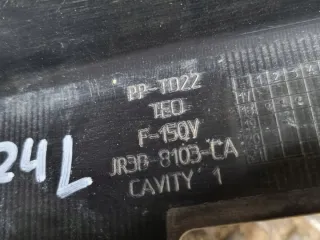 PP-TD22
TEO
F-15QV
JR3B-8103-CA
CAVITY 1
24L